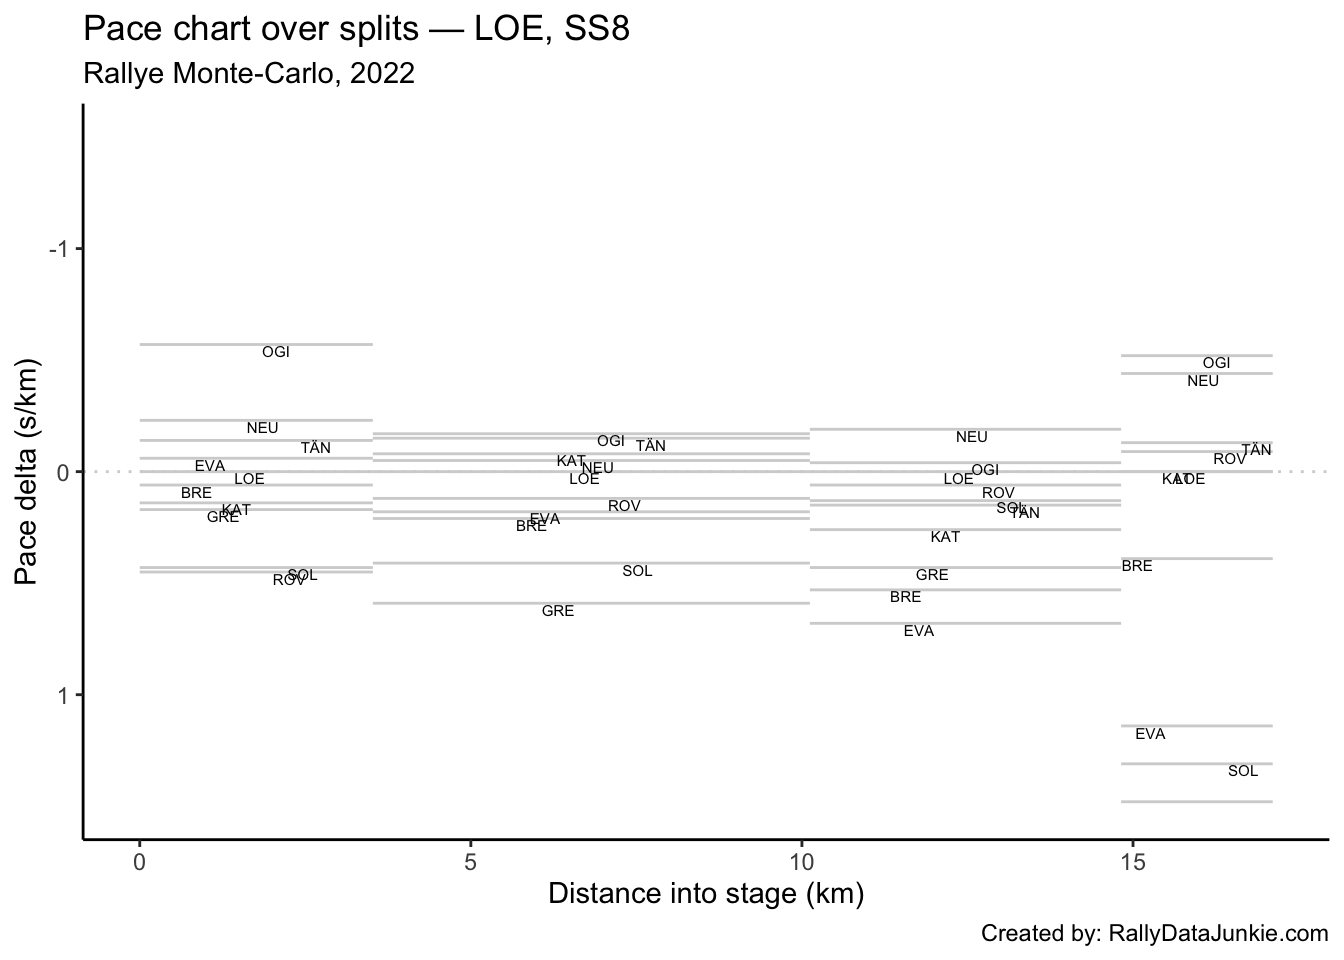 Pace chart over splits — LOE, SS8
Rallye Monte-Carlo, 2022
Pace delta (s/km)
-1
0
1
OGI
NEU
TÄN
EVA
LOE
BRE
KAT
GRE
SOL
ROV
OGI
TÄN
KAT
NEU
LOE
ROV
EVA
BRE
SOL
GRE
NEU
OGI
LOE
ROV
SOL
TÄN
KAT
GRE
BRE
EVA
OGI
NEU
TÄN
ROV
KAT
LOE
BRE
EVA
SOL
0 5 10 15
Distance into stage (km)
Created by: RallyDataJunkie.com